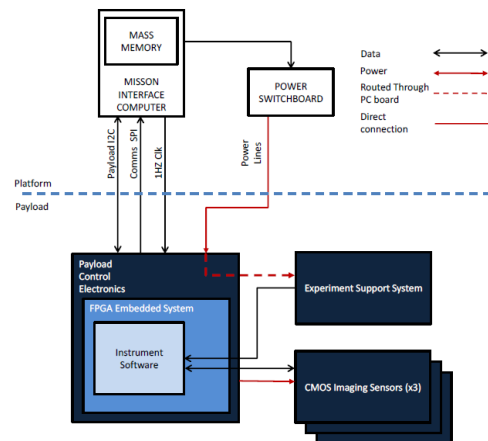 MASS
MEMORY
MISSON
INTERFACE
COMPUTER
POWER
SWITCHBOARD
Data
Power
Routed Through
PC board
Direct
connection
Payload I2C
Comms SPI
1HZ Clk
Power
Lines
Platform
Payload
Payload
Control
Electronics
FPGA Embedded System
Instrument
Software
Experiment Support System
CMOS Imaging Sensors (x3)